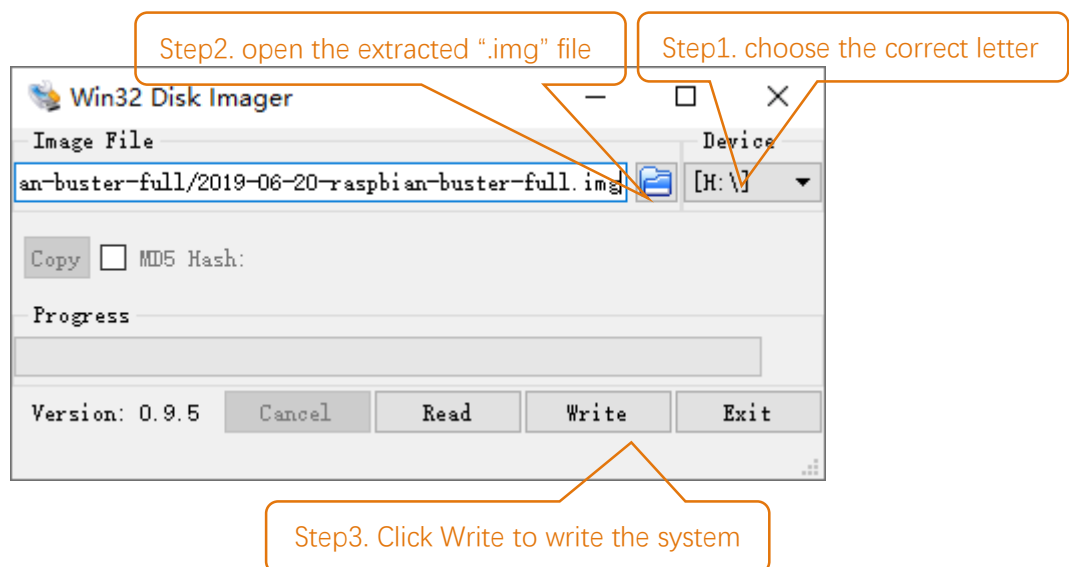 Step2. open the extracted “.img” file
Step1. choose the correct letter
Win32 Disk Imager
Image File
Device
an-buster-full/2019-06-20-raspbian-buster-full.img
[H:\]
Copy
MD5 Hash:
Progress
Version: 0.9.5
Cancel
Read
Write
Exit
Step3. Click Write to write the system